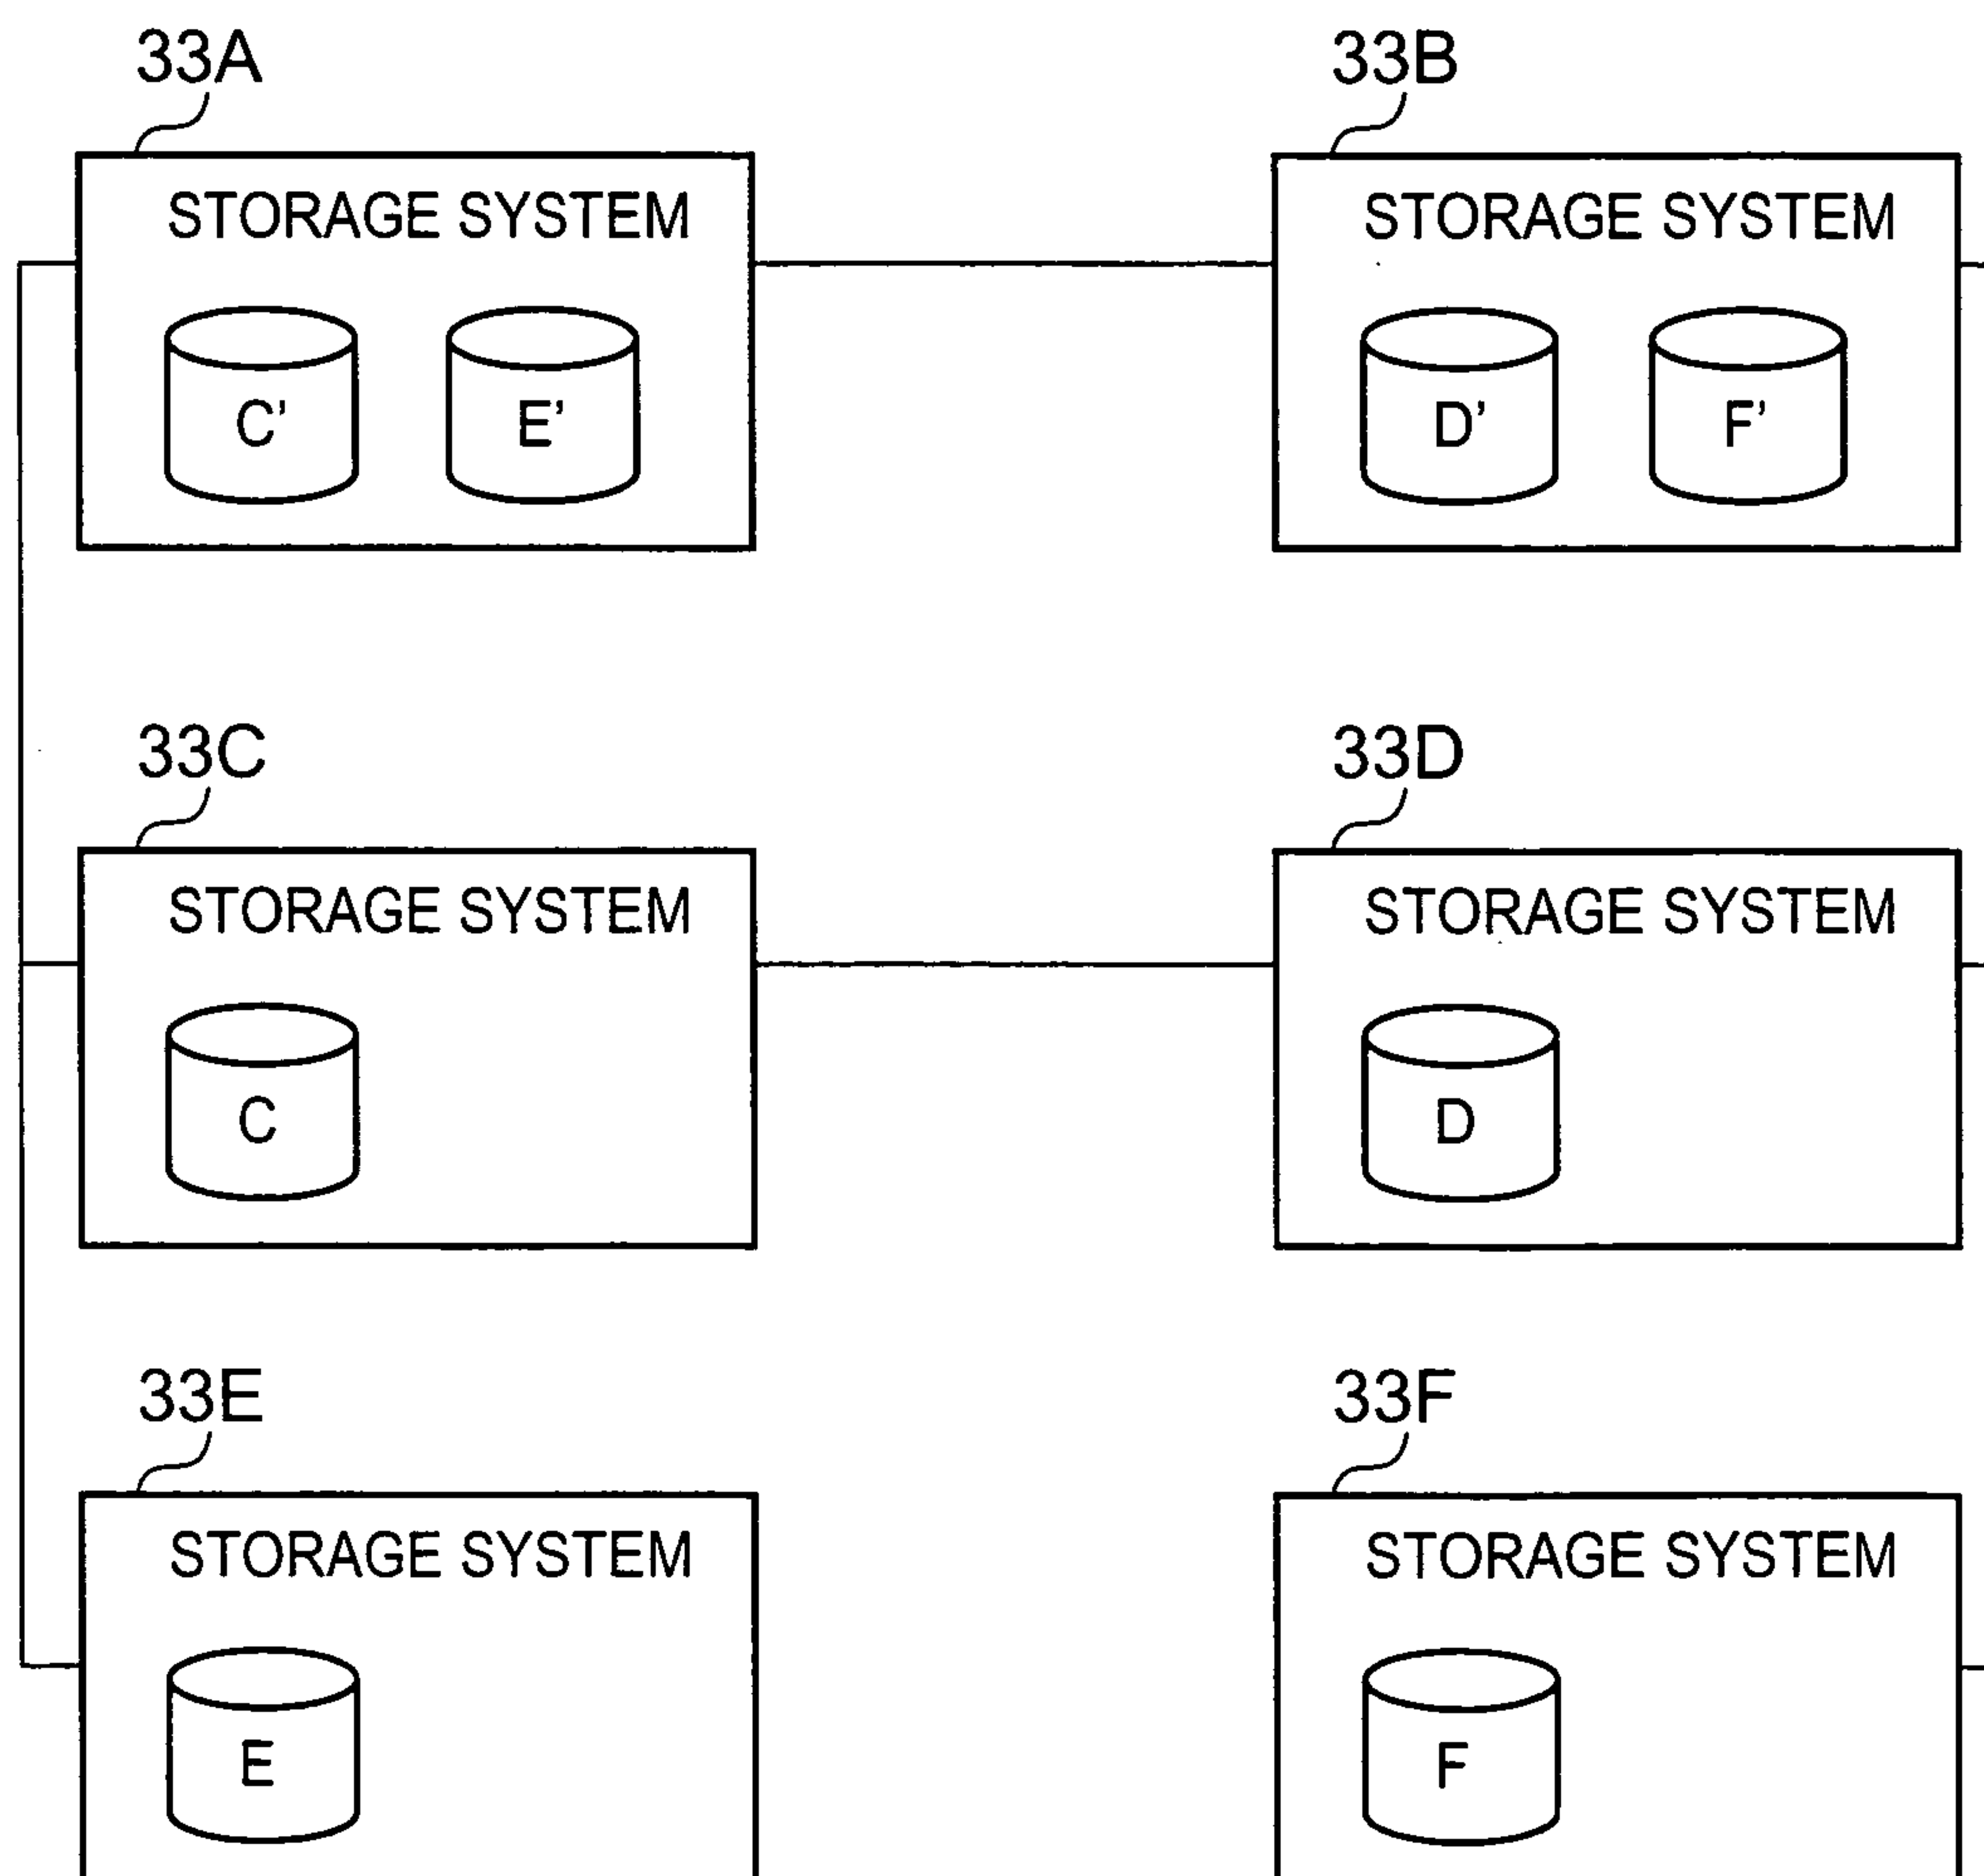 33A
33B
STORAGE SYSTEM
STORAGE SYSTEM
C'
E'
D'
F'
33C
33D
STORAGE SYSTEM
STORAGE SYSTEM
C
D
33E
33F
STORAGE SYSTEM
STORAGE SYSTEM
E
F